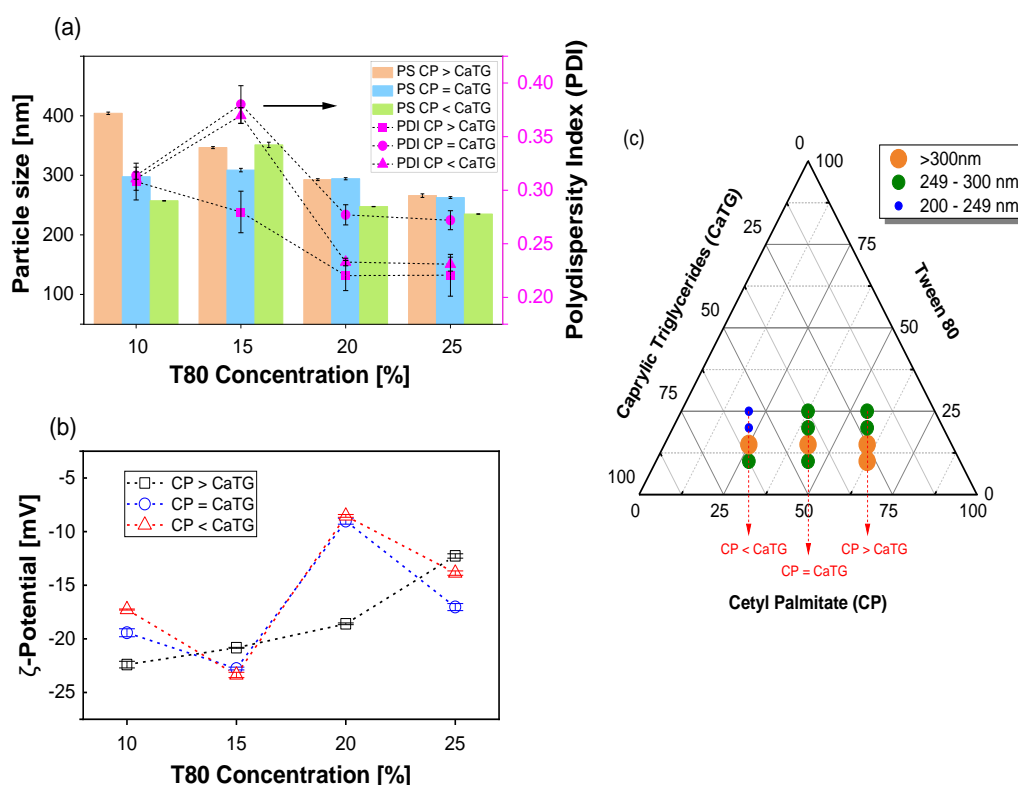 (a)
Particle size [nm]
400
300
200
100
PS CP > CaTG
PS CP = CaTG
PS CP < CaTG
PDI CP > CaTG
PDI CP = CaTG
PDI CP < CaTG
0.40
0.35
0.30
0.25
0.20
Polydispersity Index (PDI)
10 15 20 25
T80 Concentration [%]
(b)
ζ-Potential [mV]
-5
-10
-15
-20
-25
CP > CaTG
CP = CaTG
CP < CaTG
10 15 20 25
T80 Concentration [%]
(c)
>300nm
249 - 300 nm
200 - 249 nm
Caprylic Triglycerides (CaTG)
0
25
50
75
100
Tween 80
100
75
50
25
0
0 25 50 75 100
CP < CaTG
CP = CaTG
CP > CaTG
Cetyl Palmitate (CP)